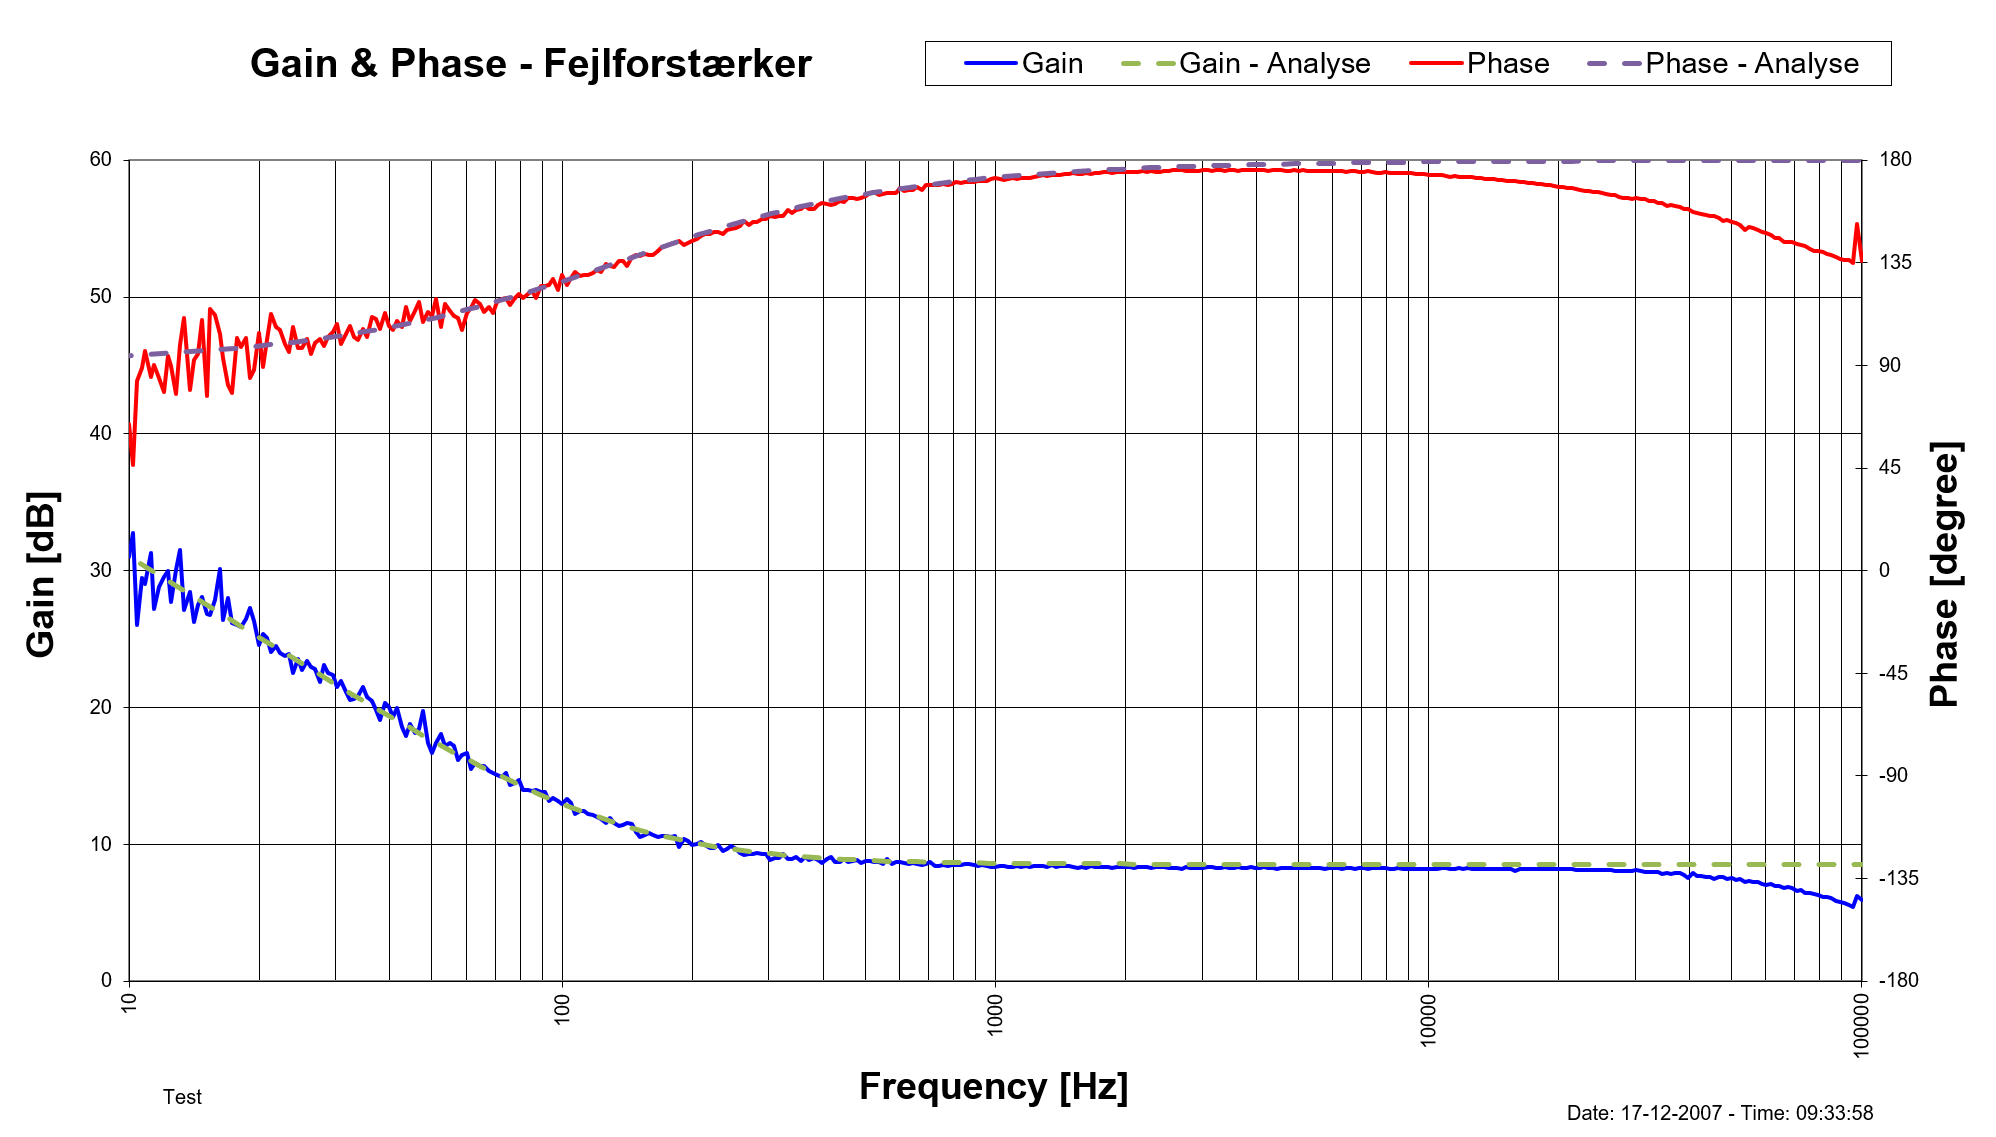 Gain & Phase - Fejlforstærker
Gain
Gain - Analyse
Phase
Phase - Analyse
60
50
40
30
20
10
0
180
135
90
45
0
-45
-90
-135
-180
Gain [dB]
Phase [degree]
10
100
1000
10000
100000
Frequency [Hz]
Test
Date: 17-12-2007 - Time: 09:33:58